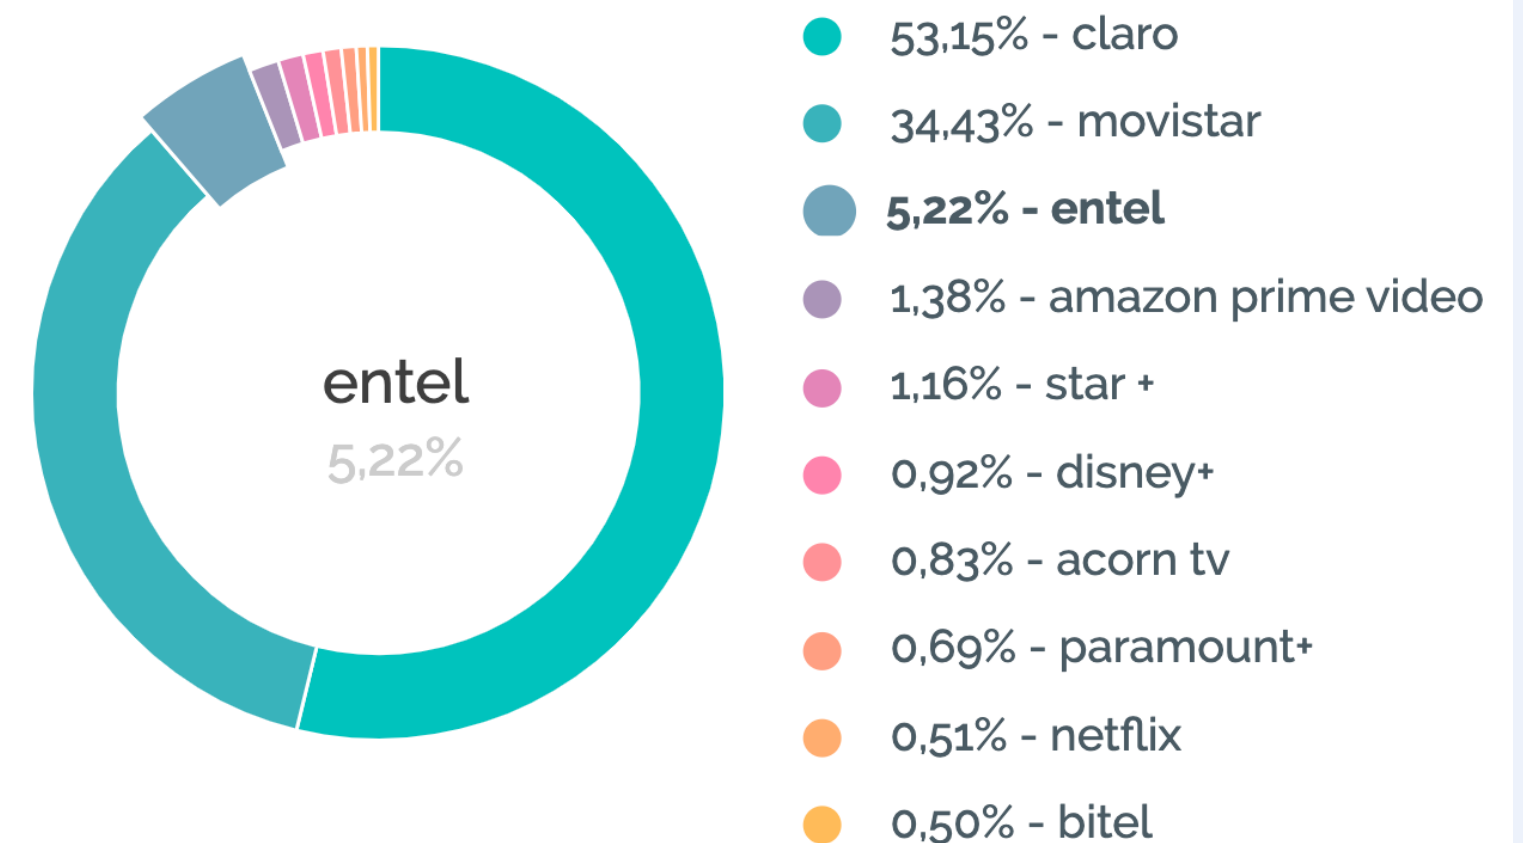 entel
5,22%
53,15% - claro
34,43% - movistar
5,22% - entel
1,38% - amazon prime video
1,16% - star +
0,92% - disney+
0,83% - acorn tv
0,69% - paramount+
0,51% - netflix
0,50% - bitel